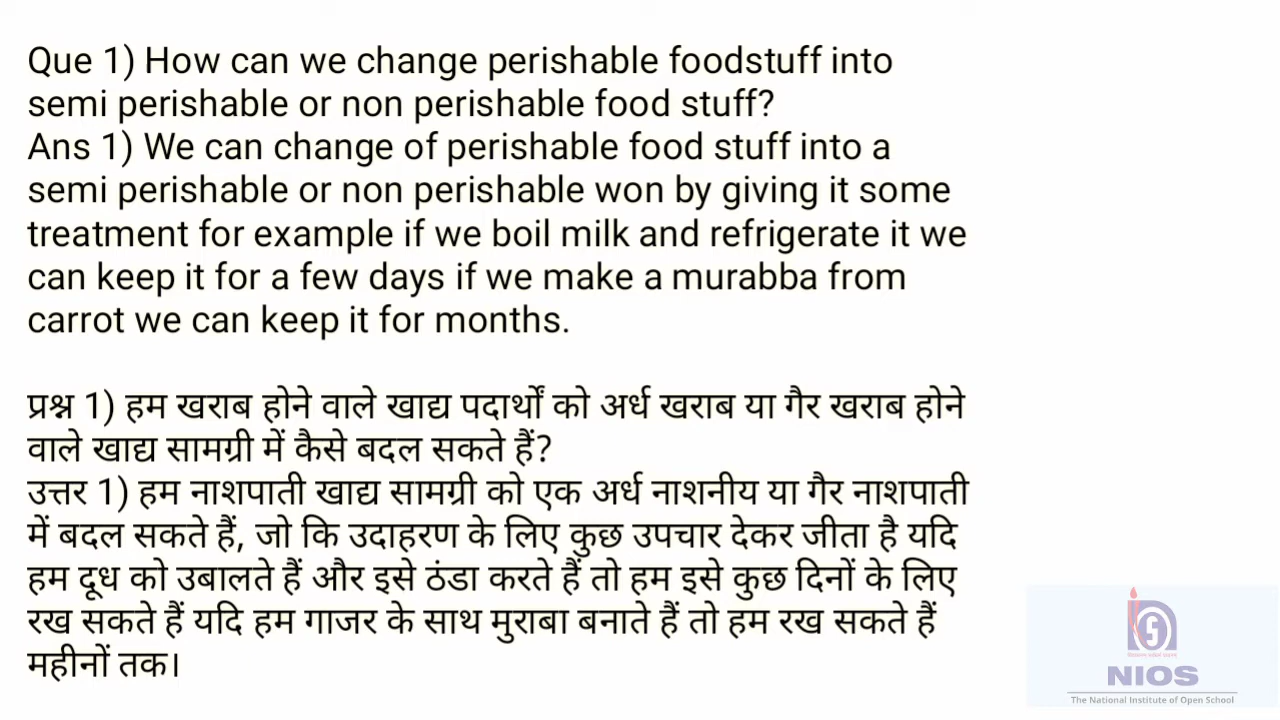 Que 1) How can we change perishable foodstuff into
semi perishable or non perishable food stuff?
Ans 1) We can change of perishable food stuff into a
semi perishable or non perishable won by giving it some
treatment for example if we boil milk and refrigerate it we
can keep it for a few days if we make a murabba from
carrot we can keep it for months.
प्रश्न 1) हम खराब होने वाले खाद्य पदार्थों को अर्ध खराब या गैर खराब होने
वाले खाद्य सामग्री में कैसे बदल सकते हैं?
उत्तर 1) हम नाशपाती खाद्य सामग्री को एक अर्ध नाशनीय या गैर नाशपाती
में बदल सकते हैं, जो कि उदाहरण के लिए कुछ उपचार देकर जीता है यदि
हम दूध को उबालते हैं और इसे ठंडा करते हैं तो हम इसे कुछ दिनों के लिए
रख सकते हैं यदि हम गाजर के साथ मुराबा बनाते हैं तो हम रख सकते हैं
महीनों तक।
NIOS
The National Institute of Open School